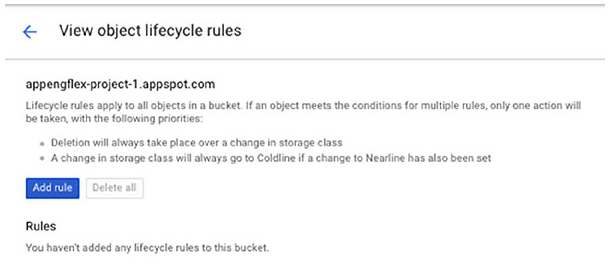 View object lifecycle rules
appengflex-project-1.appspot.com
Lifecycle rules apply to all objects in a bucket. If an object meets the conditions for multiple rules, only one action will
be taken, with the following priorities:
Deletion will always take place over a change in storage class
A change in storage class will always go to Coldline if a change to Nearline has also been set
Add rule Delete all
Rules
You haven't added any lifecycle rules to this bucket.